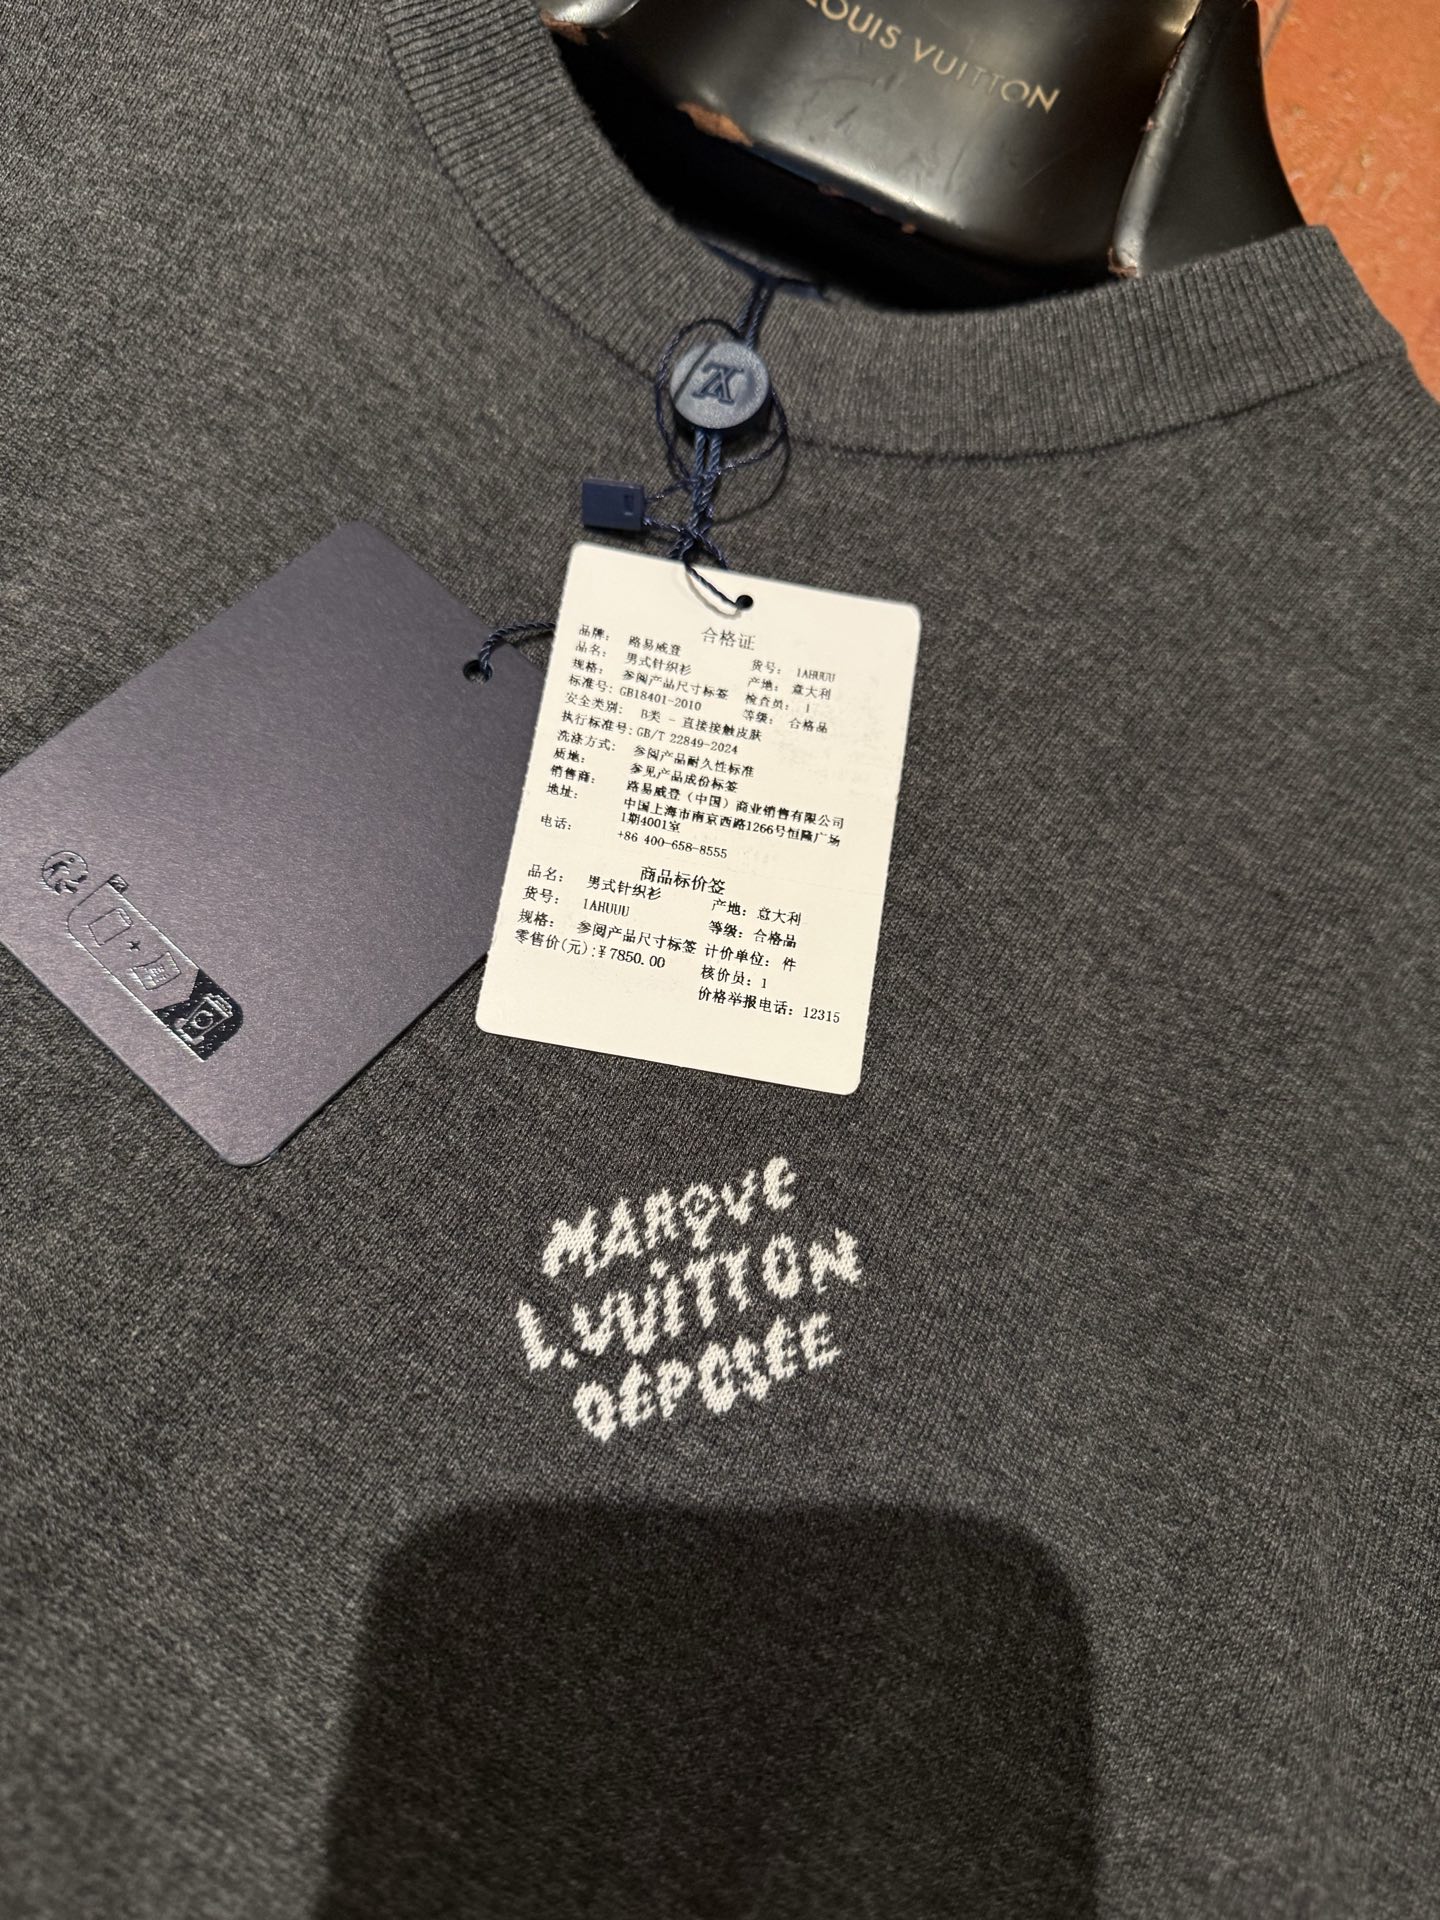 LOUIS VUITTON
合格证
品牌: 路易威登
品名: 男式针织衫 货号: 1AHUUU
规格: 参阅产品尺寸标签 产地: 意大利
标准号: GB18401-2010 检查员: 1
安全类别: B类 - 直接接触皮肤 等级: 合格品
执行标准号: GB/T 22849-2024
洗涤方式: 参阅产品耐久性标准
质地: 参见产品成份标签
销售商: 路易威登（中国）商业销售有限公司
地址: 中国上海市南京西路1266号恒隆广场
1期4001室
电话: +86 400-658-8555
商品标价签
品名: 男式针织衫 产地: 意大利
货号: 1AHUUU 等级: 合格品
规格: 参阅产品尺寸标签 计价单位: 件
零售价(元):¥7850.00 核价员: 1
价格举报电话: 12315
MARQUE
L.VUITTON
DÉPOSÉE